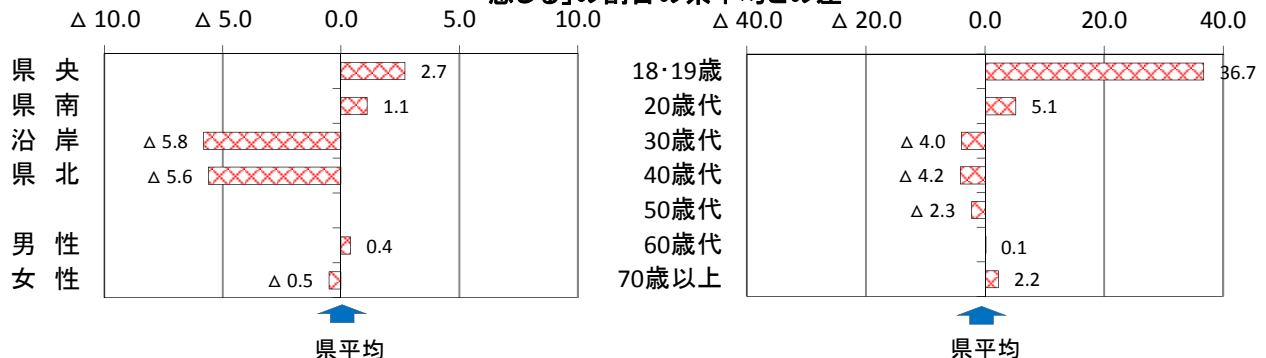 Δ 10.0 Δ 5.0 0.0 5.0 10.0
県 央 2.7
県 南 1.1
沿 岸 Δ 5.8
県 北 Δ 5.6
男 性 0.4
女 性 Δ 0.5
県平均
Δ 40.0 Δ 20.0 0.0 20.0 40.0
18･19歳 36.7
20歳代 5.1
30歳代 Δ 4.0
40歳代 Δ 4.2
50歳代 Δ 2.3
60歳代 0.1
70歳以上 2.2
県平均